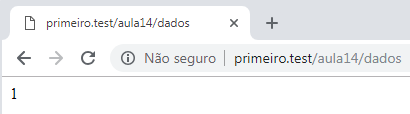 primeiro.test/aula14/dados
Não seguro | primeiro.test/aula14/dados
1